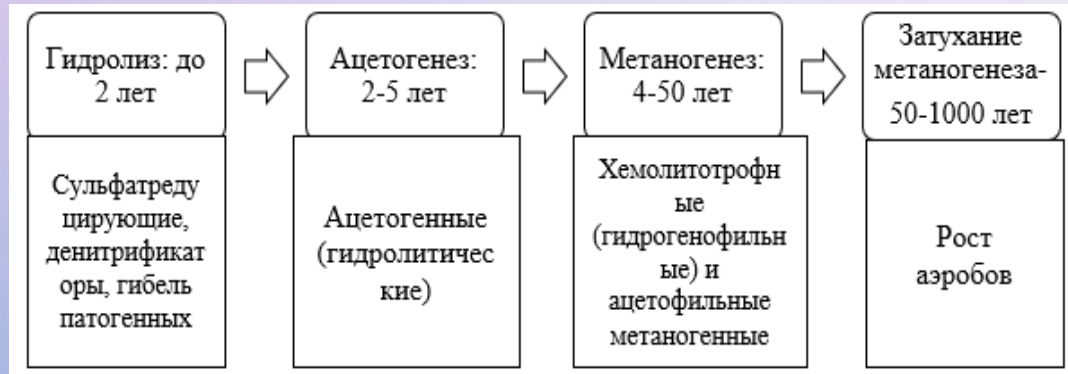 Гидролиз: до
2 лет
Ацетогенез:
2-5 лет
Метаногенез:
4-50 лет
Затухание
метаногенеза-
50-1000 лет
Сульфатреду
цирующие,
денитрификат
оры, гибель
патогенных
Ацетогенные
(гидролитичес
кие)
Хемолитотрофн
ые
(гидрогенофильн
ые) и
ацетофильные
метаногенные
Рост
аэробов